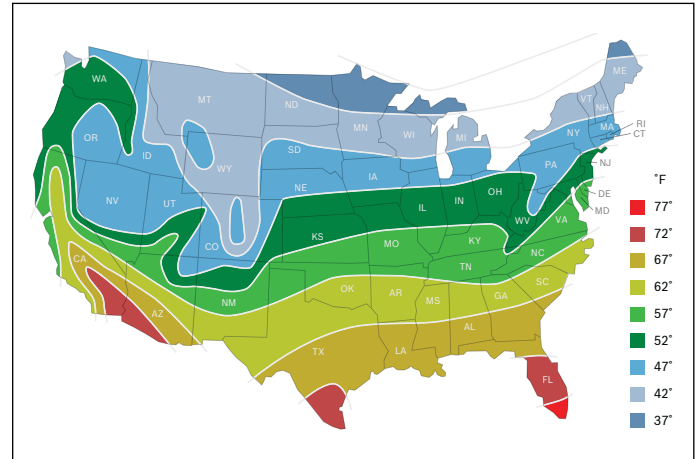 WA
MT
ND
ME
VT
NH
OR
ID
MN
WI
MI
NY
MA
RI
CT
WY
SD
IA
PA
NJ
NV
UT
NE
CO
IL
IN
OH
WV
VA
DE
MD
CA
KS
MO
KY
NC
TN
NM
OK
AR
MS
GA
SC
AZ
TX
LA
AL
FL
°F
77°
72°
67°
62°
57°
52°
47°
42°
37°